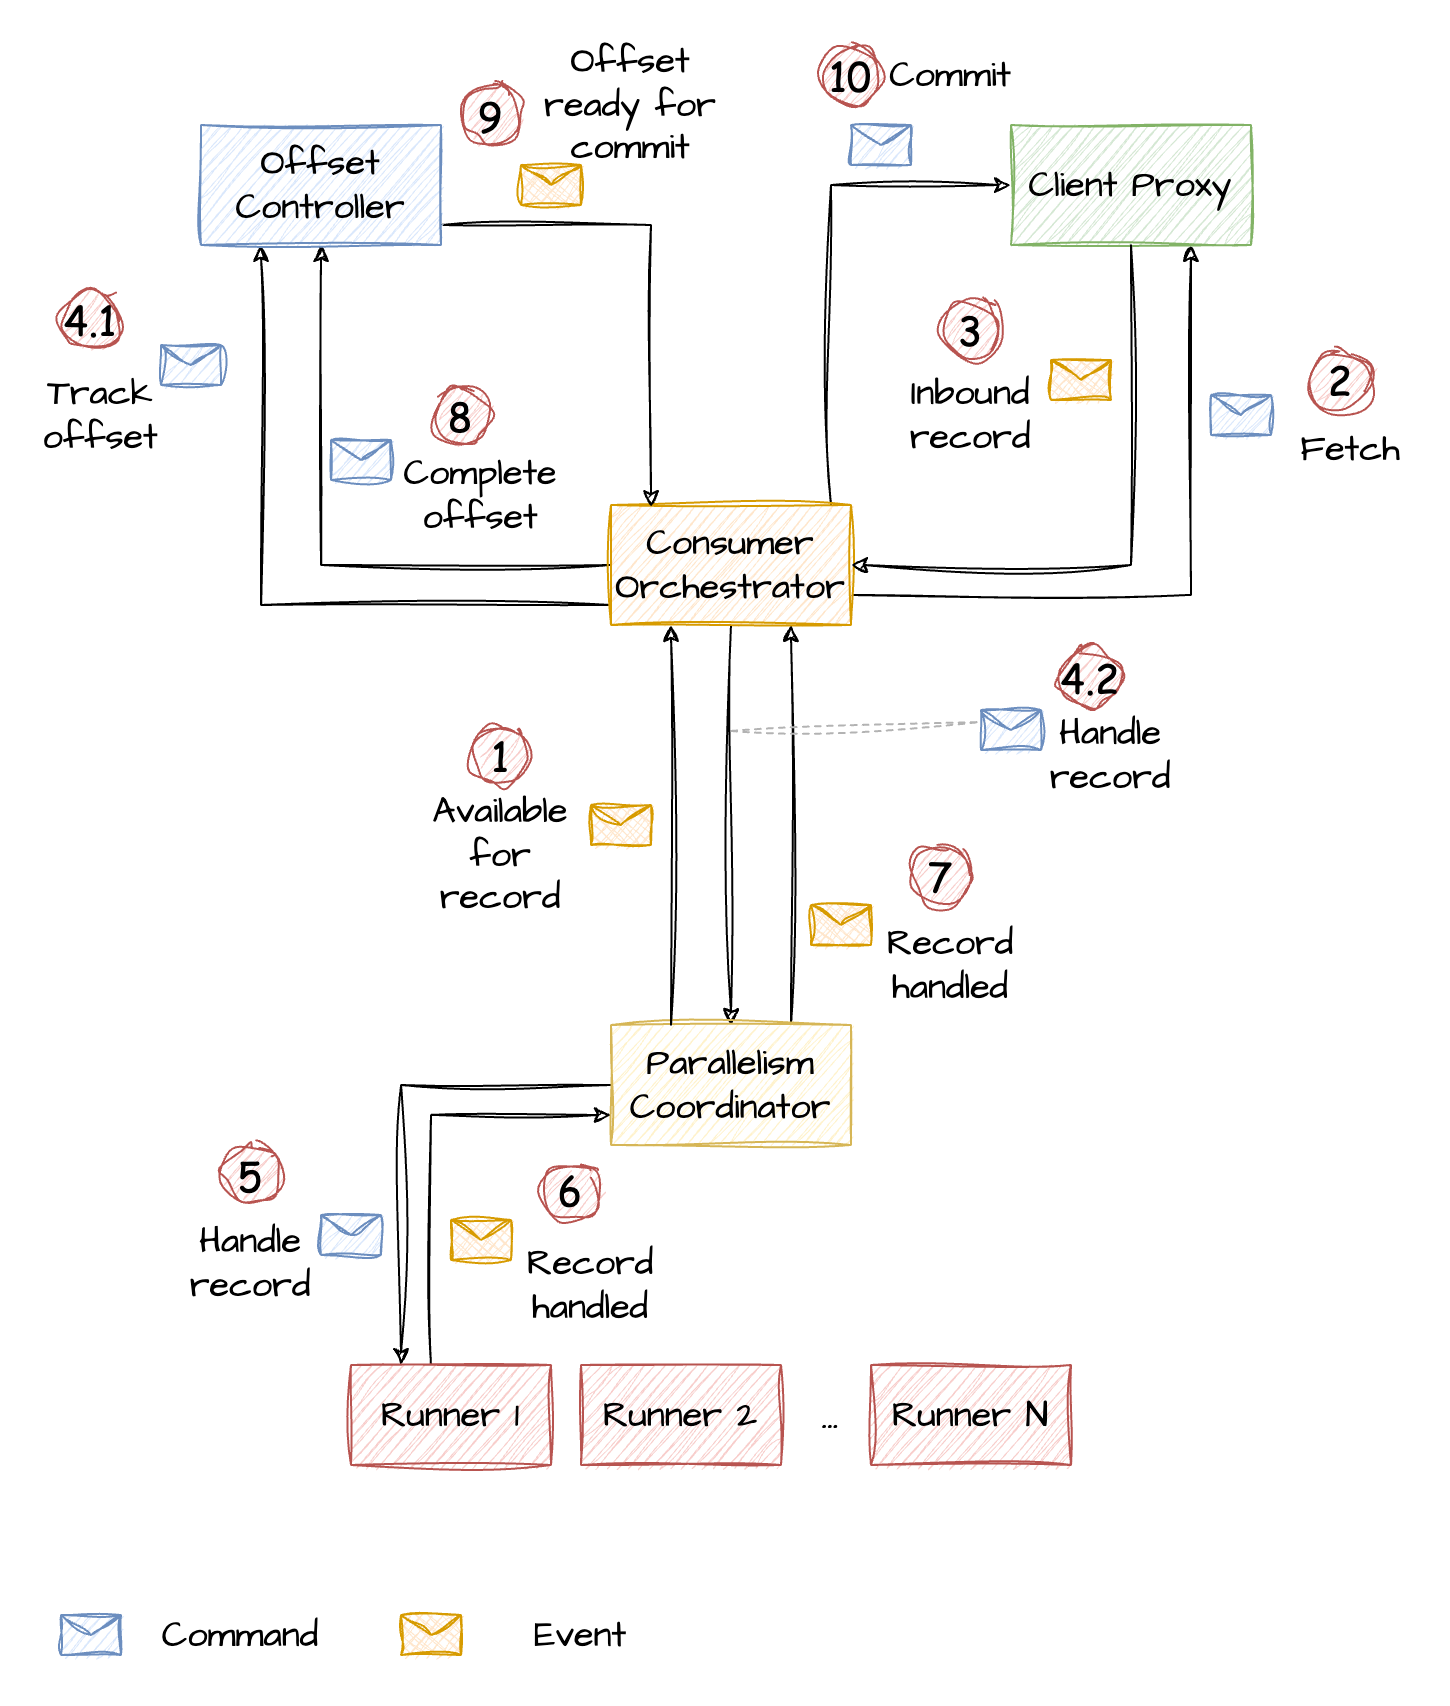 Offset
ready for
commit
9
10
Commit
Offset
Controller
Client Proxy
4.1
Track
offset
8
Complete
offset
3
Inbound
record
2
Fetch
Consumer
Orchestrator
4.2
Handle
record
1
Available
for
record
7
Record
handled
Parallelism
Coordinator
5
Handle
record
6
Record
handled
Runner 1
Runner 2
...
Runner N
Command
Event